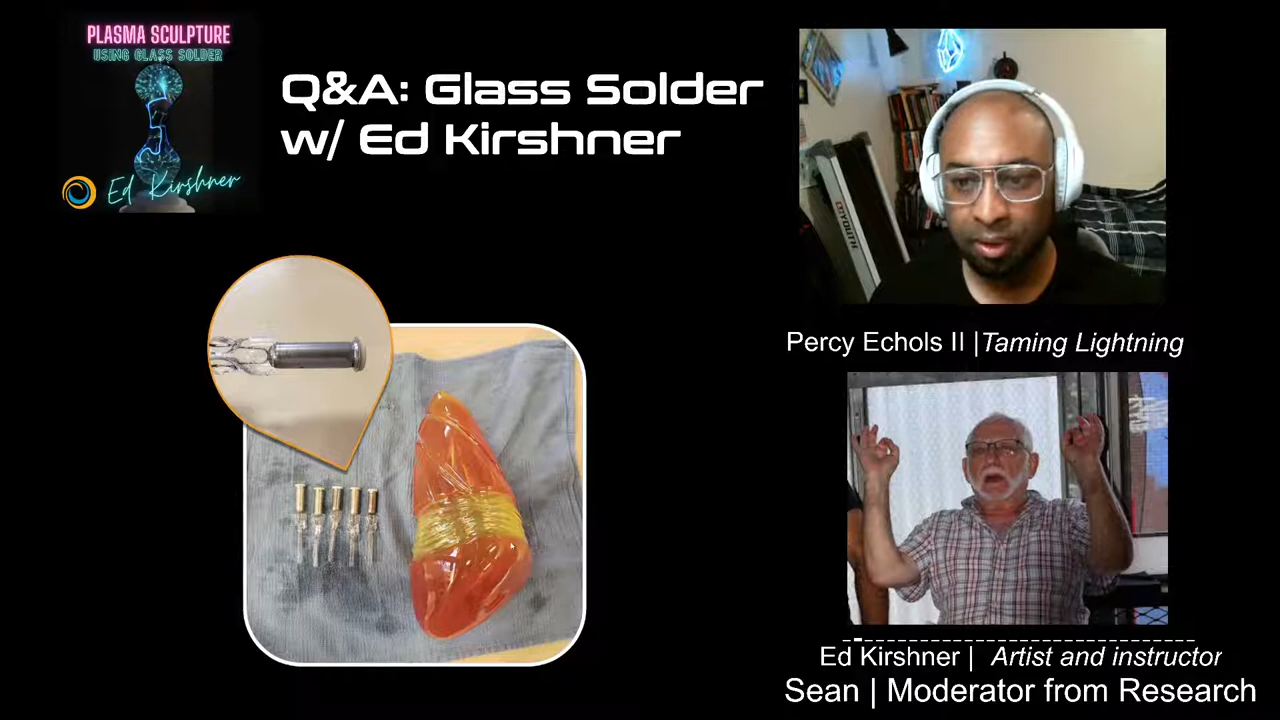 PLASMA SCULPTURE
USING GLASS SOLDER
Ed Kirshner
Q&A: Glass Solder
w/ Ed Kirshner
Percy Echols II | Taming Lightning
Ed Kirshner | Artist and instructor
Sean | Moderator from Research